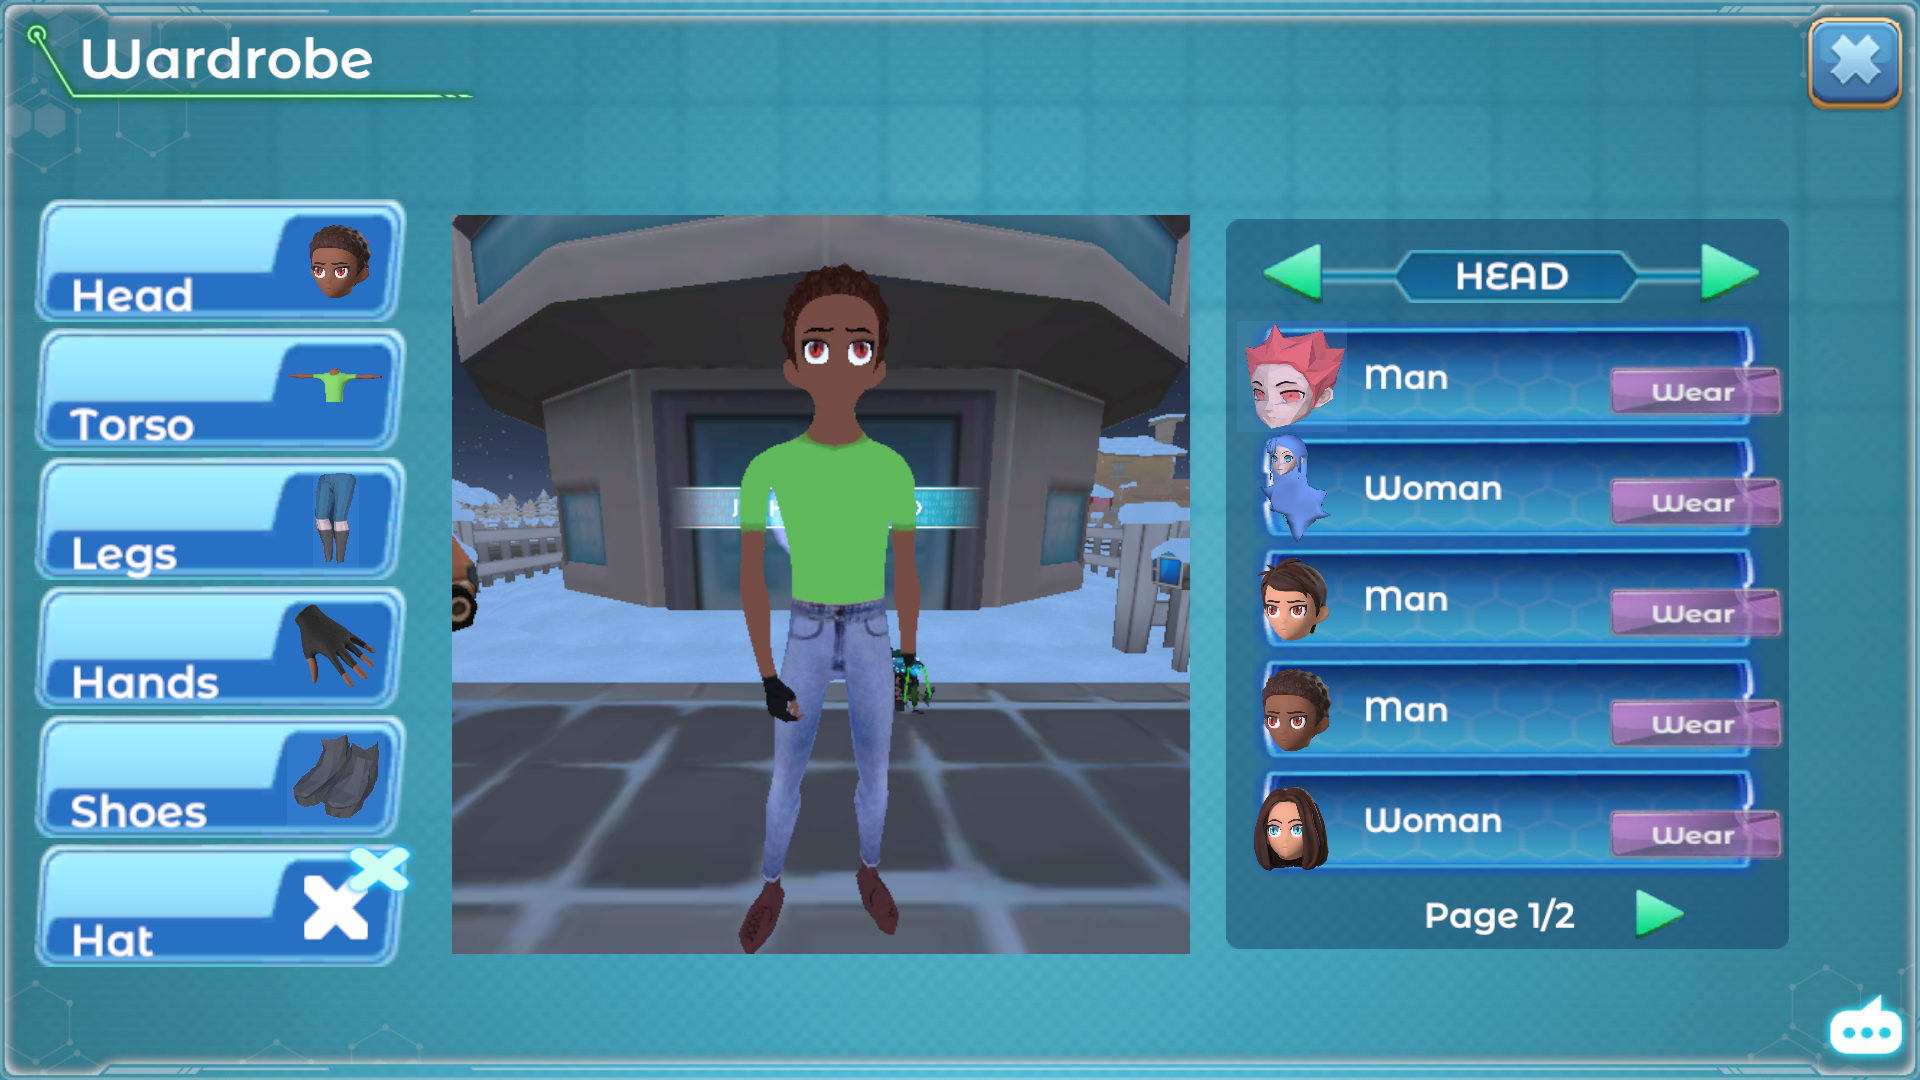 Wardrobe
Head
Torso
Legs
Hands
Shoes
Hat
HEAD
Man
Wear
Woman
Wear
Man
Wear
Man
Wear
Woman
Wear
Page 1/2